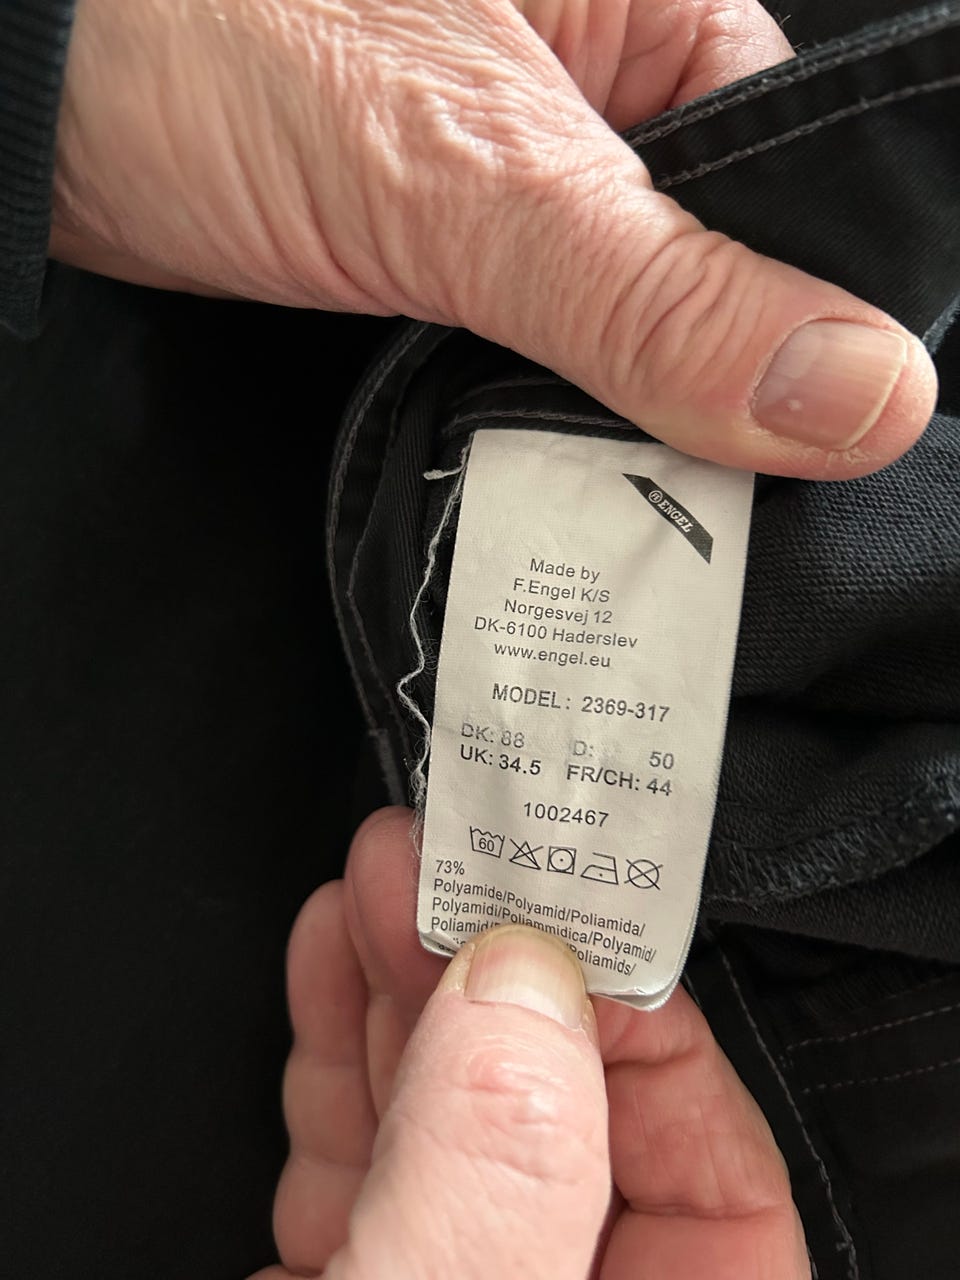 ® ENGEL
Made by
F.Engel K/S
Norgesvej 12
DK-6100 Haderslev
www.engel.eu
MODEL: 2369-317
DK: 88 D: 50
UK: 34.5 FR/CH: 44
1002467
60
73%
Polyamide/Polyamid/Poliamida/
Polyamidi/Poliammidica/Polyamid/
Poliamid/ Poliamids/